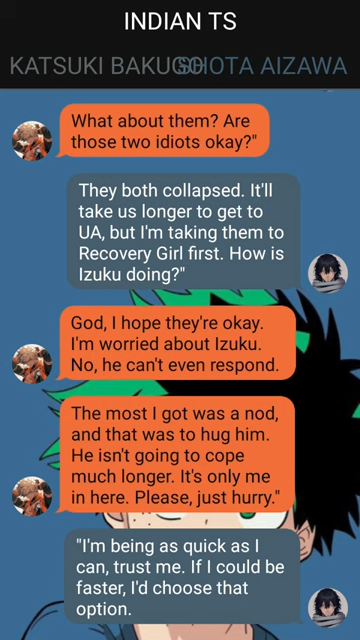 INDIAN TS
KATSUKI BAKUGO SHOTA AIZAWA
What about them? Are
those two idiots okay?"
They both collapsed. It'll
take us longer to get to
UA, but I'm taking them to
Recovery Girl first. How is
Izuku doing?"
God, I hope they're okay.
I'm worried about Izuku.
No, he can't even respond.
The most I got was a nod,
and that was to hug him.
He isn't going to cope
much longer. It's only me
in here. Please, just hurry."
"I'm being as quick as I
can, trust me. If I could be
faster, I'd choose that
option.